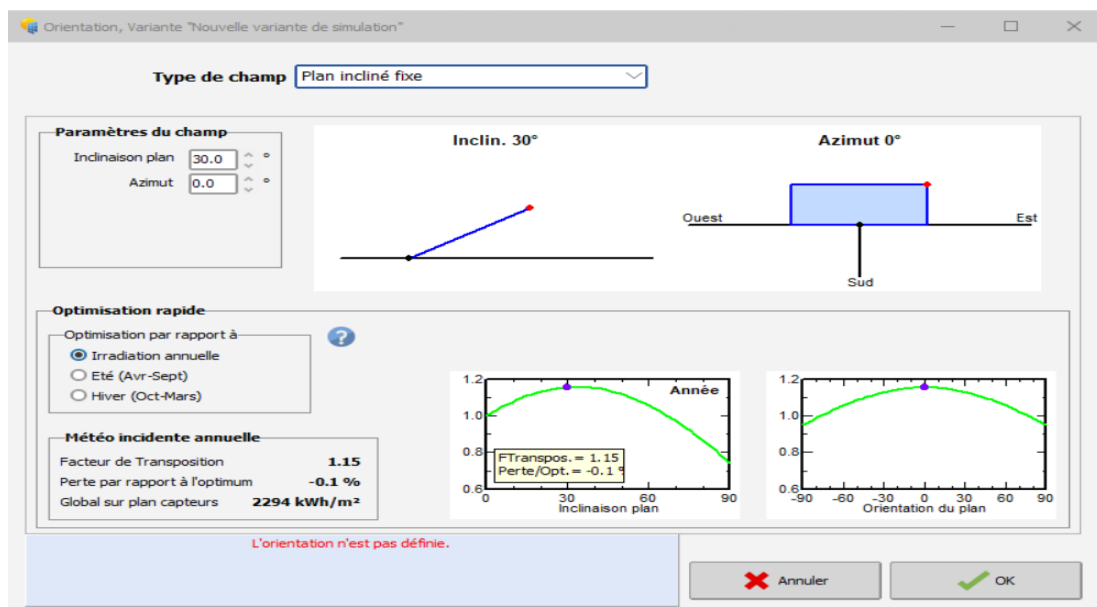 Orientation, Variante "Nouvelle variante de simulation"
Type de champ Plan incliné fixe
Paramètres du champ
Inclinaison plan 30.0 °
Azimut 0.0 °
Inclin. 30°
Azimut 0°
Ouest Est
Sud
Optimisation rapide
Optimisation par rapport à
?
Irradiation annuelle
Eté (Avr-Sept)
Hiver (Oct-Mars)
Météo incidente annuelle
Facteur de Transposition 1.15
Perte par rapport à l'optimum -0.1 %
Global sur plan capteurs 2294 kWh/m²
Année
1.2
1.0
0.8
0.6
FTranspos.= 1.15
Perte/Opt.= -0.1 %
0 30 60 90
Inclinaison plan
1.2
1.0
0.8
0.6
-90 -60 -30 0 30 60 90
Orientation du plan
L'orientation n'est pas définie.
Annuler
OK